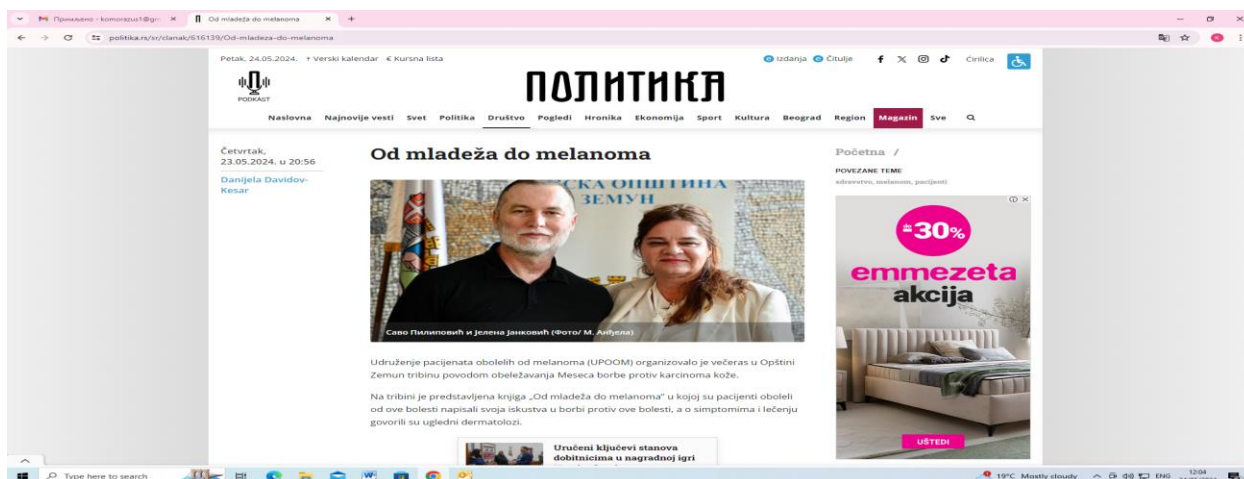 Примљено - komorazus1@gm
Od mladeža do melanoma
politika.rs/sr/clanak/616139/Od-mladeza-do-melanoma
Petak, 24.05.2024. † Verski kalendar € Kursna lista
Izdanja Čitulje Ćirilica
PODKAST
ПОЛИТИКА
Naslovna Najnovije vesti Svet Politika Društvo Pogledi Hronika Ekonomija Sport Kultura Beograd Region Magazin Sve
Četvrtak,
23.05.2024. u 20:56
Danijela Davidov-
Kesar
Od mladeža do melanoma
СКА ОПШТИНА
ЗЕМУН
Саво Пилиповић и Јелена Јанковић (Фото/ М. Анђела)
Udruženje pacijenata obolelih od melanoma (UPOOM) organizovalo je večeras u Opštini
Zemun tribinu povodom obeležavanja Meseca borbe protiv karcinoma kože.
Na tribini je predstavljena knjiga „Od mladeža do melanoma“ u kojoj su pacijenti oboleli
od ove bolesti napisali svoja iskustva u borbi protiv ove bolesti, a o simptomima i lečenju
govorili su ugledni dermatolozi.
Uručeni ključevi stanova
dobitnicima u nagradnoj igri
Početna /
POVEZANE TEME
zdravstvo, melanom, pacijenti
30%
emmezeta
akcija
UŠTEDI
Type here to search
19°C Mostly cloudy ENG 12:04